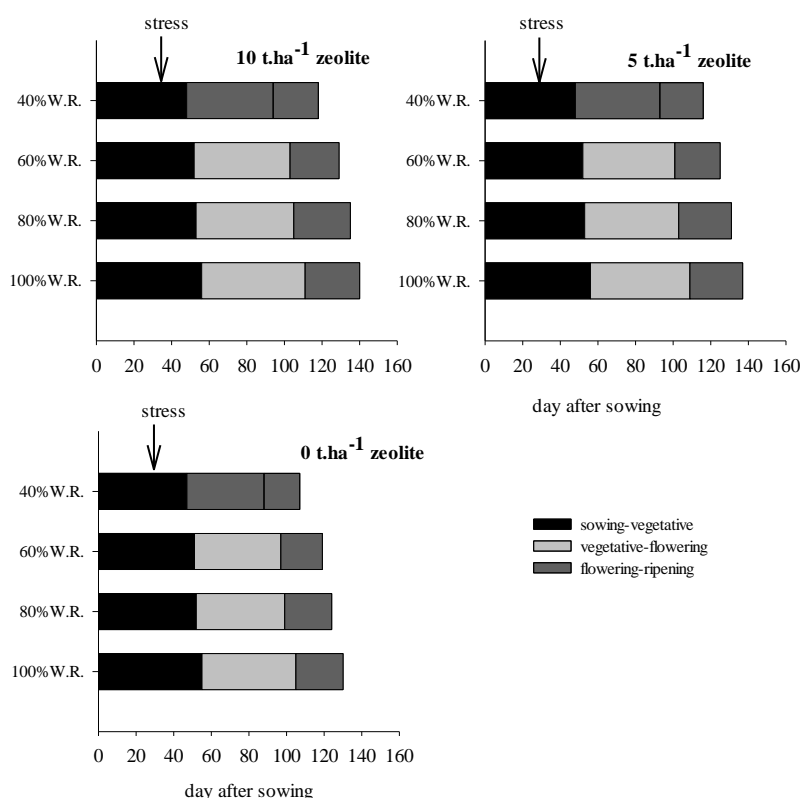 stress
10 t.ha-1 zeolite
40%W.R.
60%W.R.
80%W.R.
100%W.R.
0 20 40 60 80 100 120 140 160
stress
5 t.ha-1 zeolite
40%W.R.
60%W.R.
80%W.R.
100%W.R.
0 20 40 60 80 100 120 140 160
day after sowing
stress
0 t.ha-1 zeolite
40%W.R.
60%W.R.
80%W.R.
100%W.R.
0 20 40 60 80 100 120 140 160
day after sowing
sowing-vegetative
vegetative-flowering
flowering-ripening